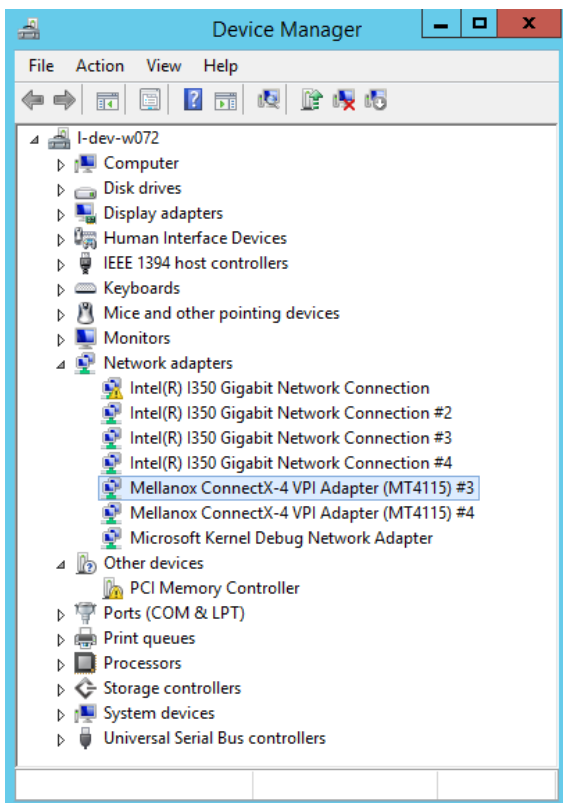 Device Manager
File Action View Help
l-dev-w072
Computer
Disk drives
Display adapters
Human Interface Devices
IEEE 1394 host controllers
Keyboards
Mice and other pointing devices
Monitors
Network adapters
Intel(R) I350 Gigabit Network Connection
Intel(R) I350 Gigabit Network Connection #2
Intel(R) I350 Gigabit Network Connection #3
Intel(R) I350 Gigabit Network Connection #4
Mellanox ConnectX-4 VPI Adapter (MT4115) #3
Mellanox ConnectX-4 VPI Adapter (MT4115) #4
Microsoft Kernel Debug Network Adapter
Other devices
PCI Memory Controller
Ports (COM & LPT)
Print queues
Processors
Storage controllers
System devices
Universal Serial Bus controllers